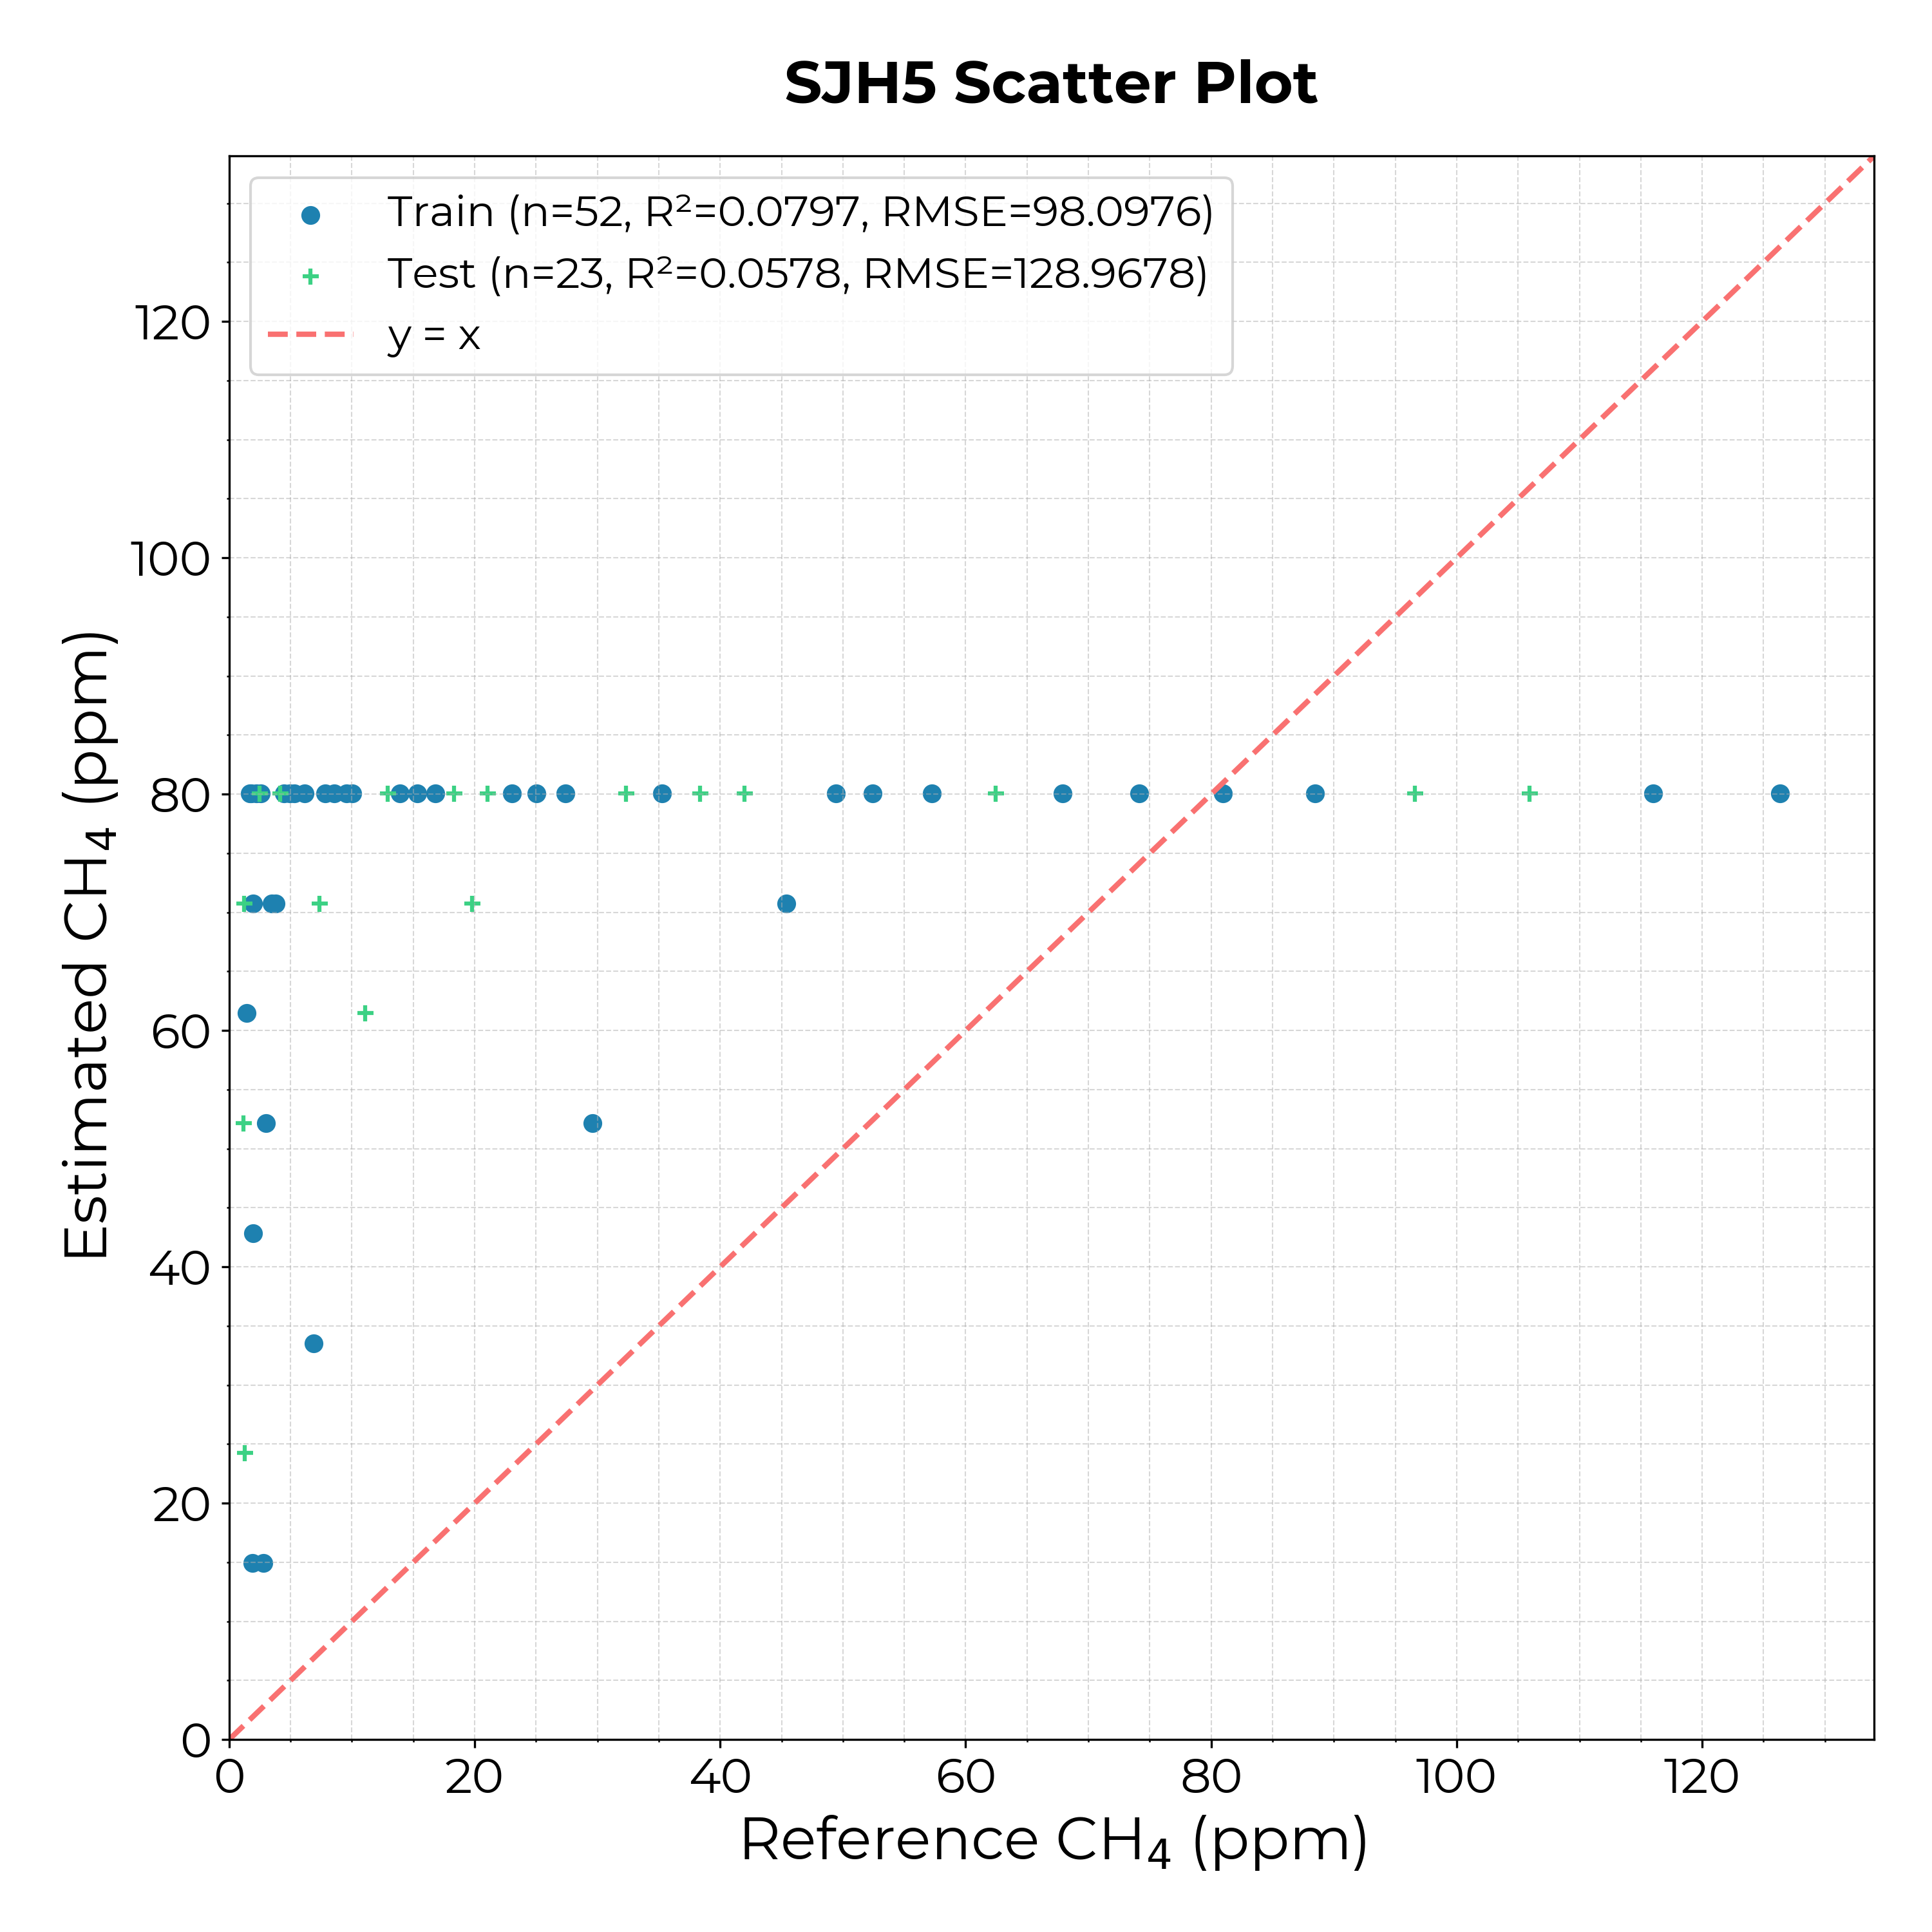 SJH5 Scatter Plot
Train (n=52, R²=0.0797, RMSE=98.0976)
Test (n=23, R²=0.0578, RMSE=128.9678)
y = x
120
100
80
60
40
20
0
Estimated CH₄ (ppm)
0 20 40 60 80 100 120
Reference CH₄ (ppm)